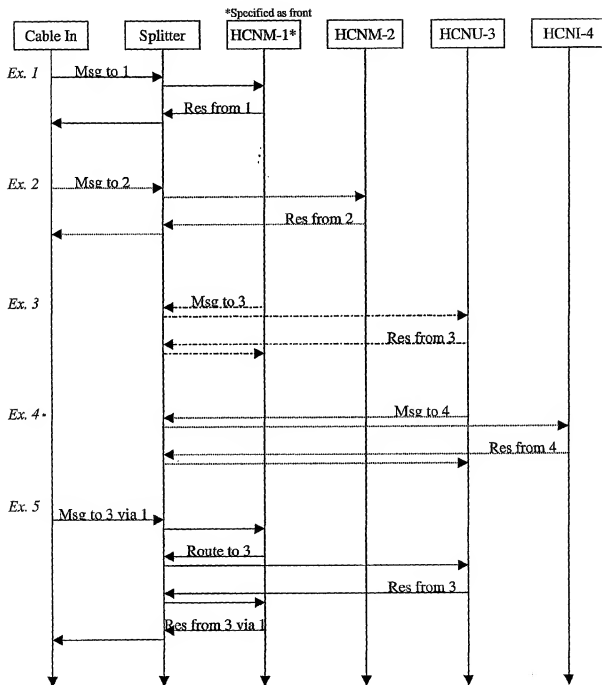 *Specified as front
Cable In
Splitter
HCNM-1*
HCNM-2
HCNU-3
HCNI-4
Ex. 1
Msg to 1
Res from 1
Ex. 2
Msg to 2
Res from 2
Ex. 3
Msg to 3
Res from 3
Ex. 4
Msg to 4
Res from 4
Ex. 5
Msg to 3 via 1
Route to 3
Res from 3
Res from 3 via 1